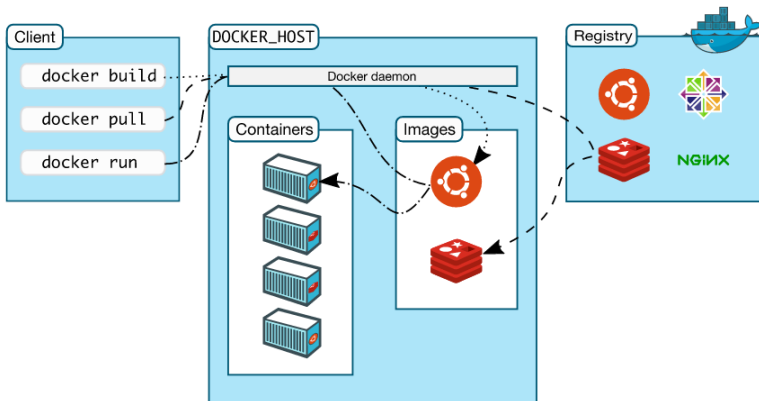 Client
docker build
docker pull
docker run
DOCKER_HOST
Docker daemon
Containers
Images
Registry
NGINX